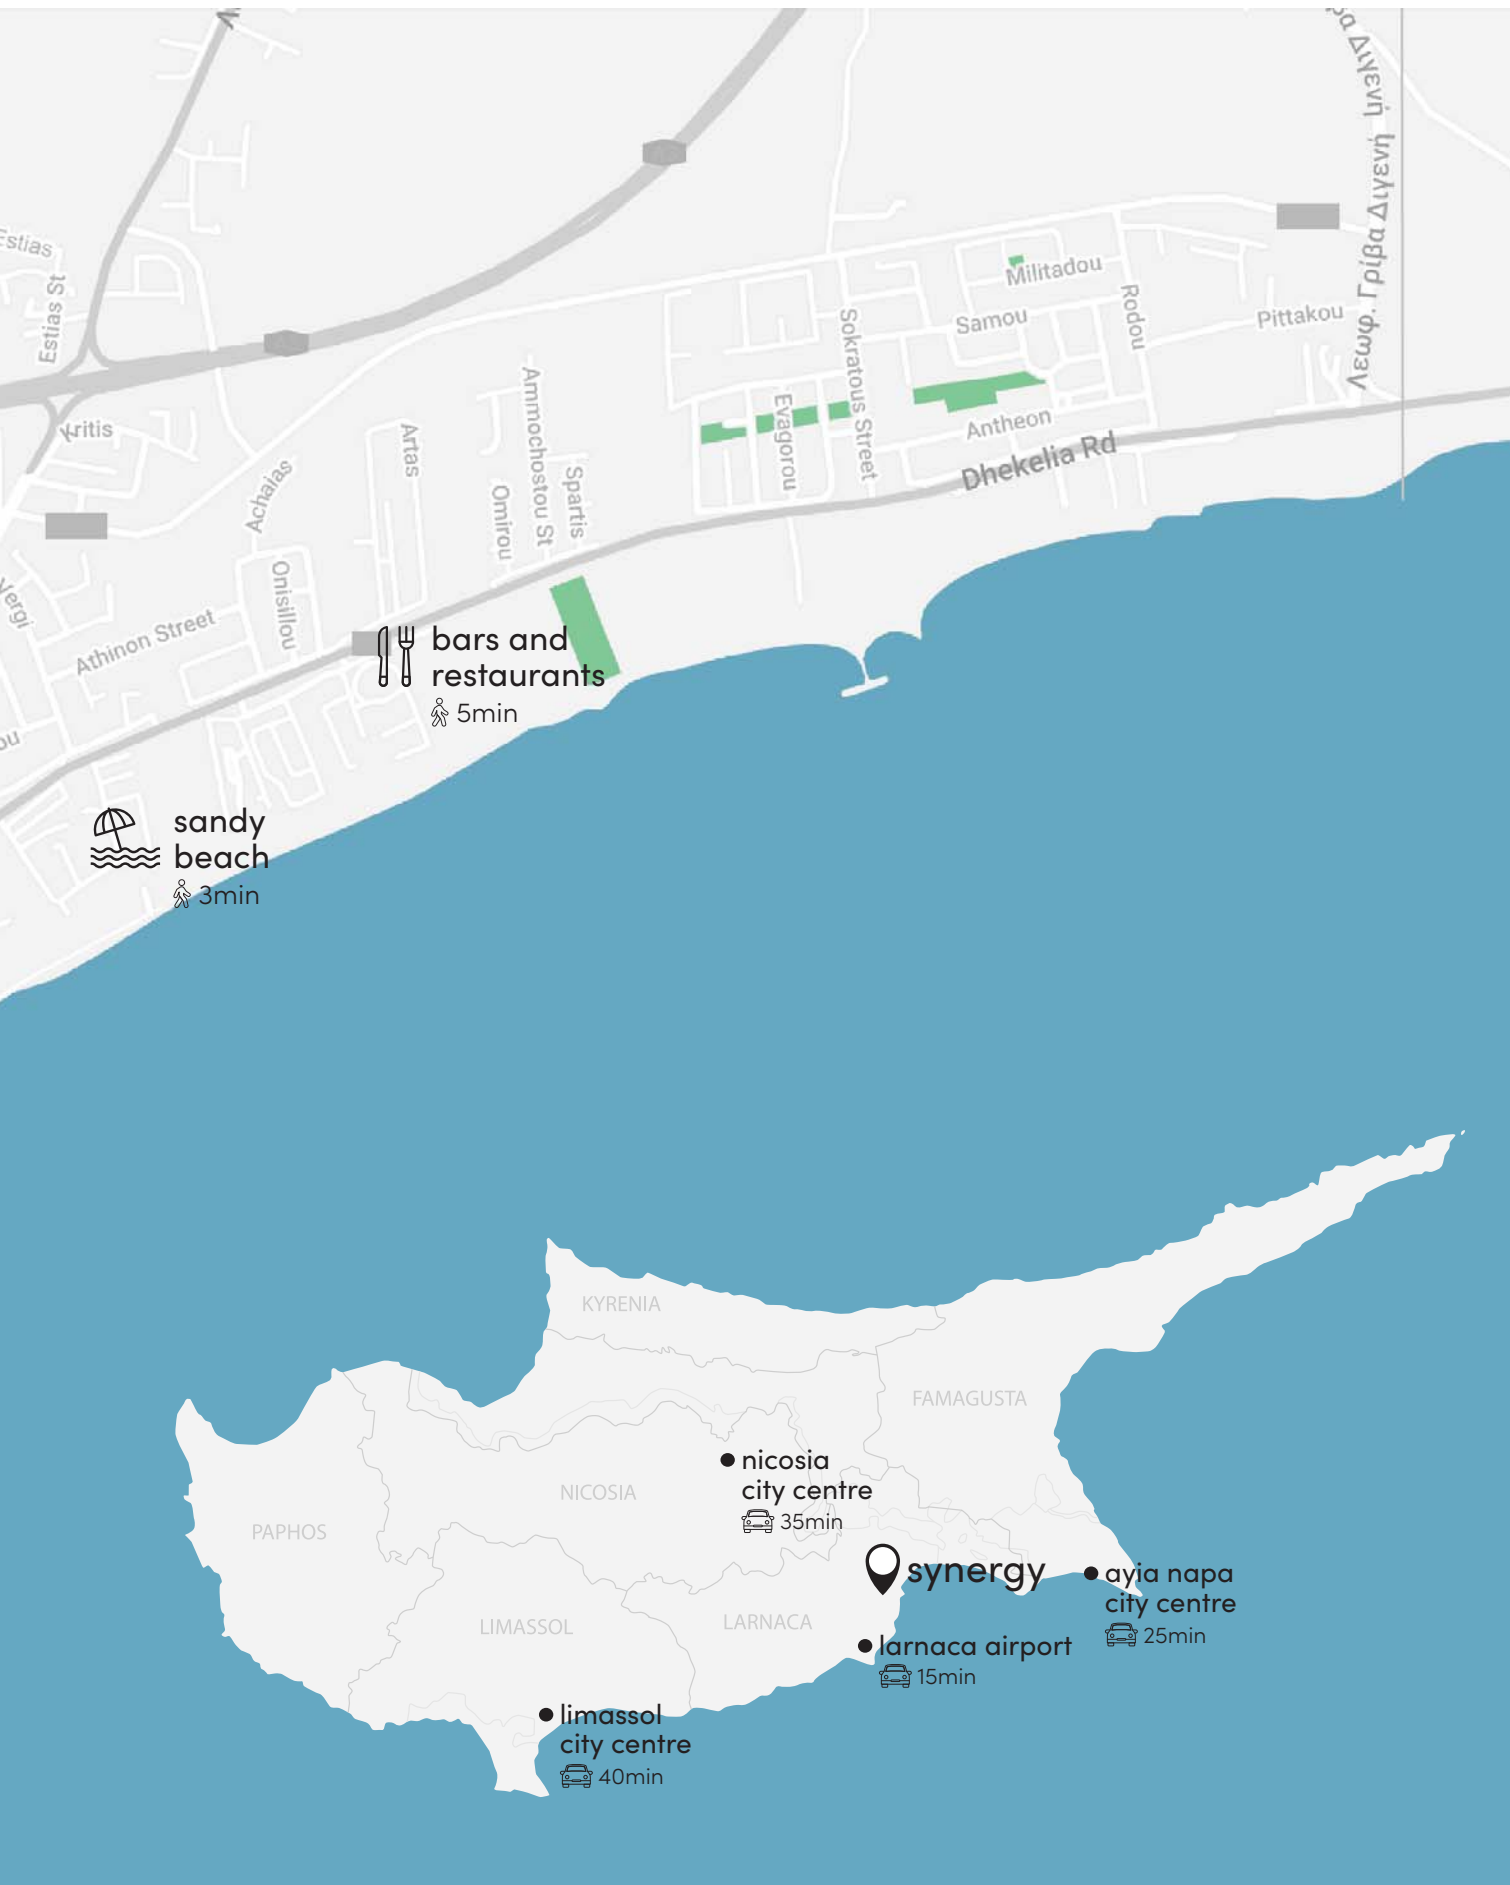 Λεωφ. Γρίβα Διγενή
Estias
Estias St
Militadou
Samou
Rodou
Pittakou
Sokratous Street
Ammochostou St
Evagorou
Antheon
Dhekelia Rd
Kritis
Artas
Achaias
Omirou
Spartis
Onisillou
Athinon Street
bars and
restaurants
5min
sandy
beach
3min
KYRENIA
FAMAGUSTA
nicosia
city centre
35min
NICOSIA
PAPHOS
synergy
ayia napa
city centre
25min
LIMASSOL
LARNACA
larnaca airport
15min
limassol
city centre
40min